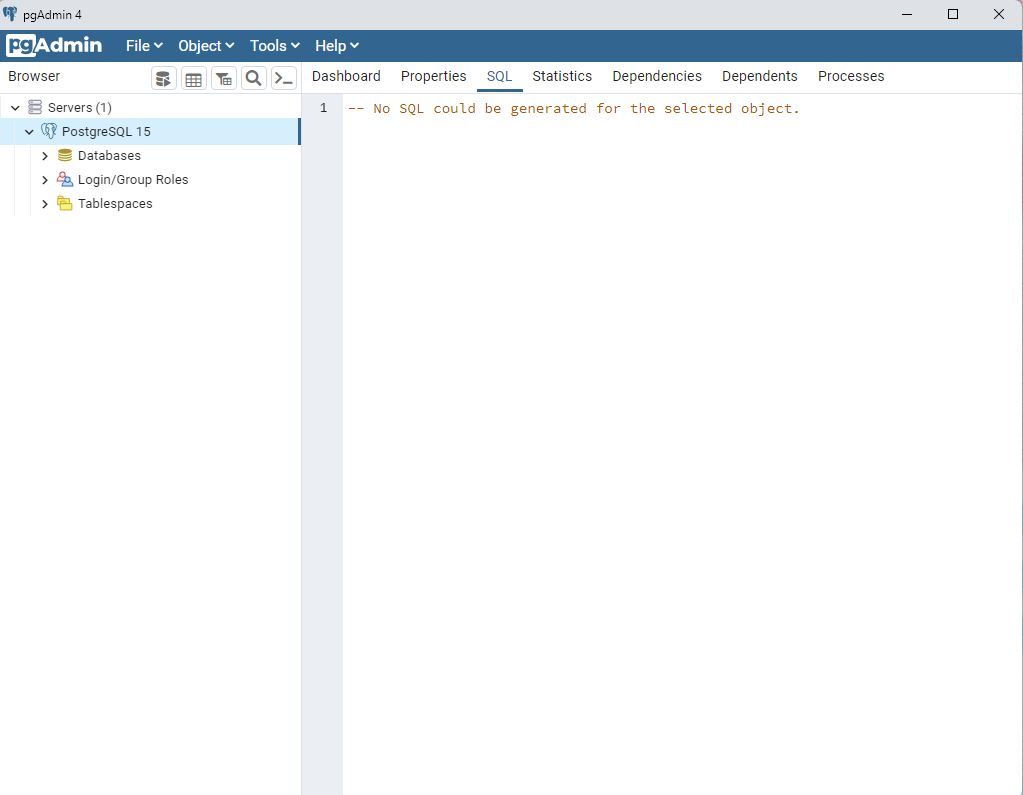 pgAdmin 4
pgAdmin File Object Tools Help
Browser
Dashboard Properties SQL Statistics Dependencies Dependents Processes
Servers (1)
PostgreSQL 15
Databases
Login/Group Roles
Tablespaces
1 -- No SQL could be generated for the selected object.